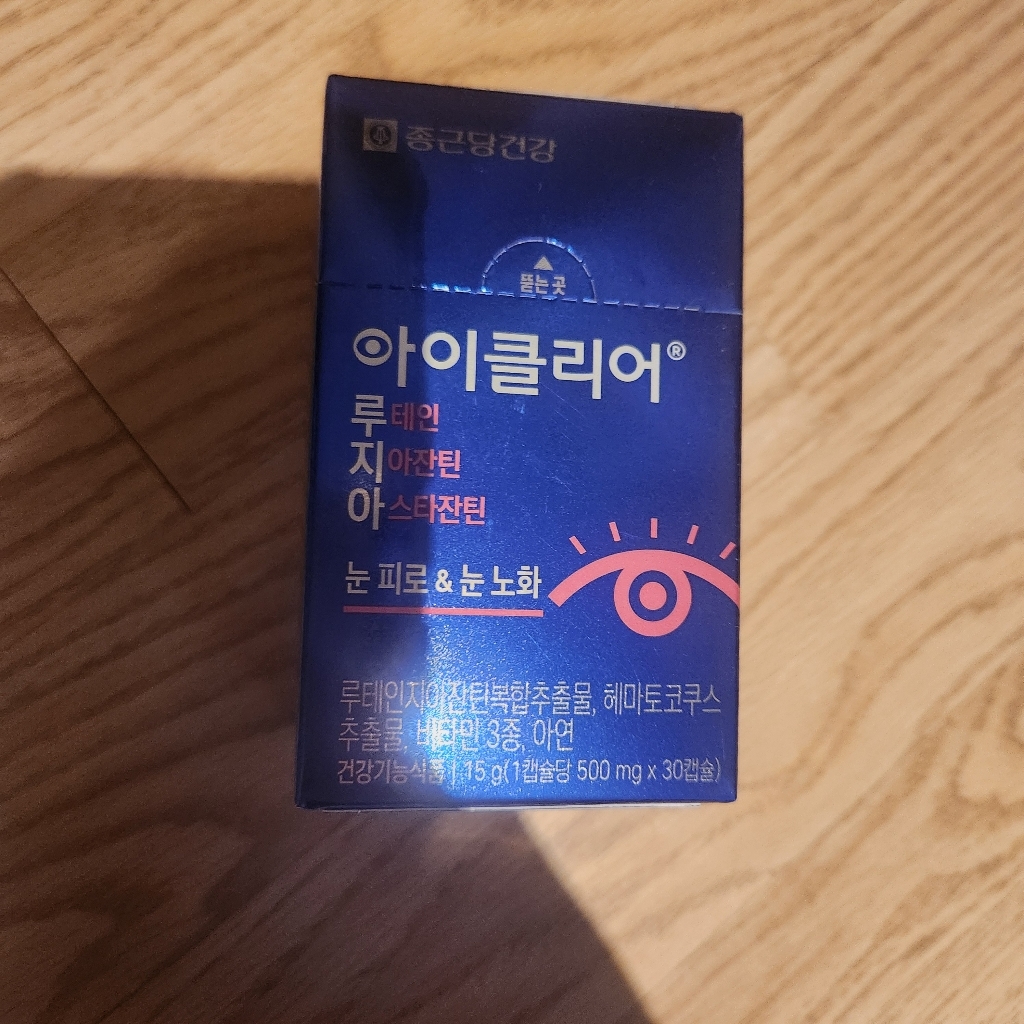 종근당건강
뜯는 곳
아이클리어®
루테인
지아잔틴
아스타잔틴
눈 피로 & 눈 노화
루테인지아잔틴복합추출물, 헤마토코쿠스
추출물, 비타민 3종, 아연
건강기능식품 | 15 g(1캡슐당 500 mg x 30캡슐)